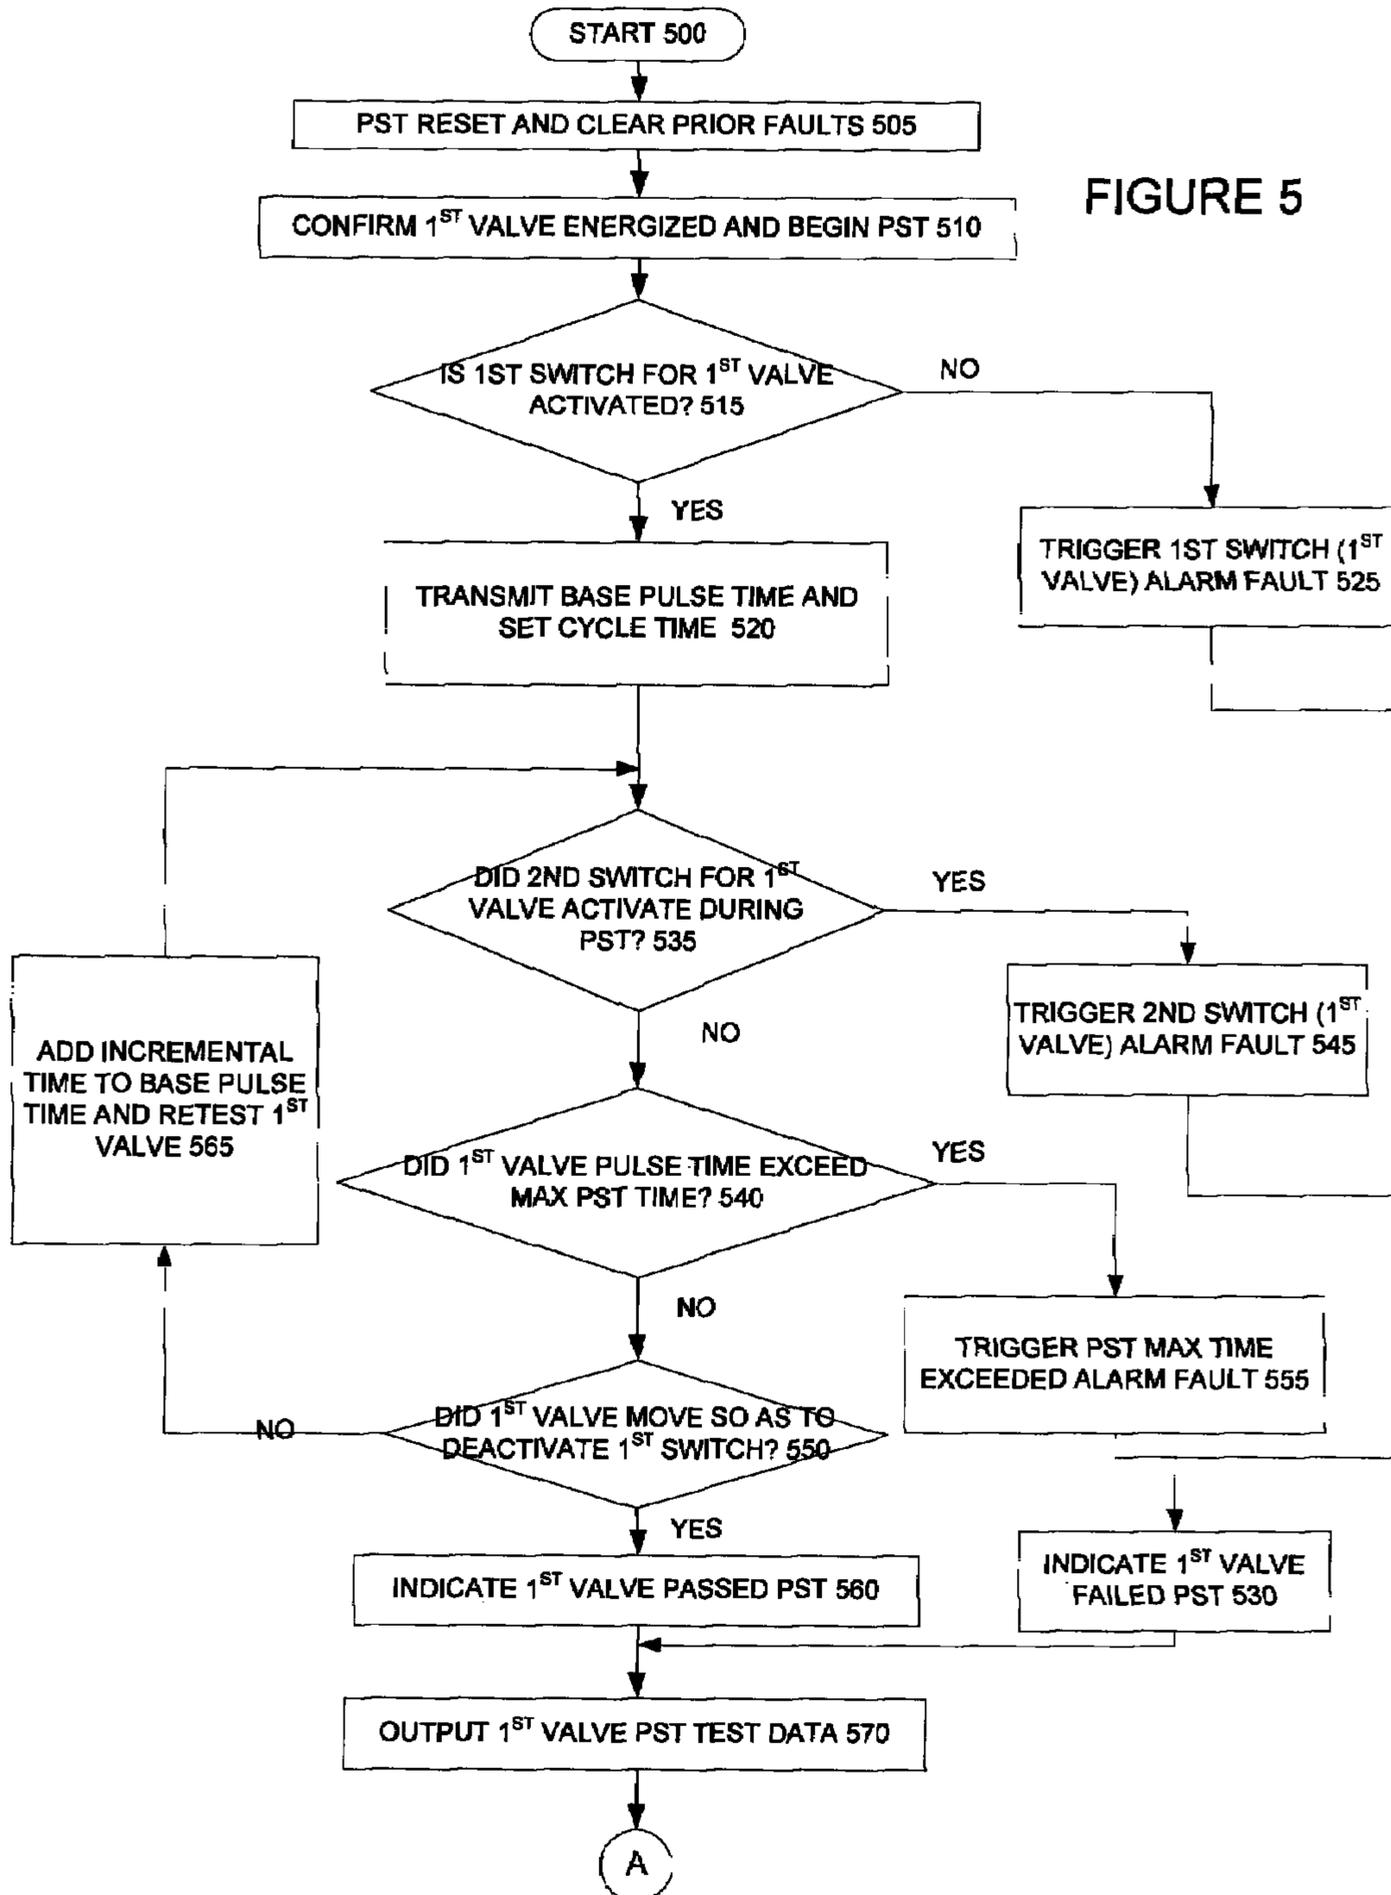 START 500
PST RESET AND CLEAR PRIOR FAULTS 505
FIGURE 5
CONFIRM 1ST VALVE ENERGIZED AND BEGIN PST 510
IS 1ST SWITCH FOR 1ST VALVE
ACTIVATED? 515
NO
YES
TRIGGER 1ST SWITCH (1ST
VALVE) ALARM FAULT 525
TRANSMIT BASE PULSE TIME AND
SET CYCLE TIME 520
DID 2ND SWITCH FOR 1ST
VALVE ACTIVATE DURING
PST? 535
YES
NO
TRIGGER 2ND SWITCH (1ST
VALVE) ALARM FAULT 545
ADD INCREMENTAL
TIME TO BASE PULSE
TIME AND RETEST 1ST
VALVE 565
DID 1ST VALVE PULSE TIME EXCEED
MAX PST TIME? 540
YES
NO
TRIGGER PST MAX TIME
EXCEEDED ALARM FAULT 555
DID 1ST VALVE MOVE SO AS TO
DEACTIVATE 1ST SWITCH? 550
NO
YES
INDICATE 1ST VALVE PASSED PST 560
INDICATE 1ST VALVE
FAILED PST 530
OUTPUT 1ST VALVE PST TEST DATA 570
A